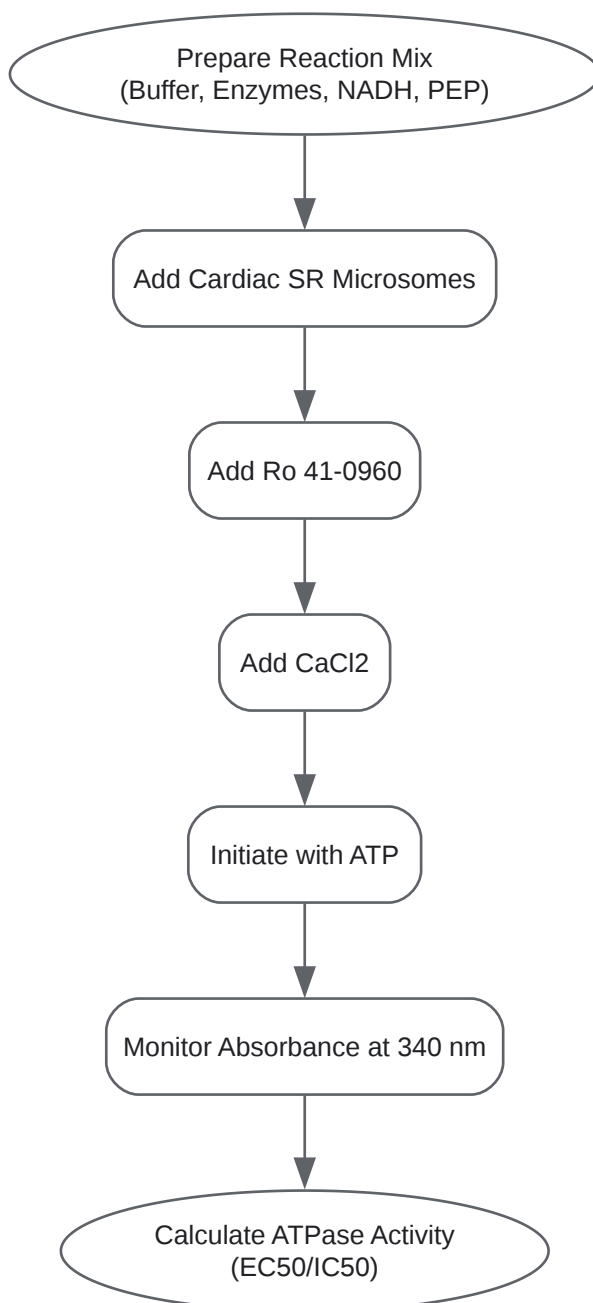 Prepare Reaction Mix
(Buffer, Enzymes, NADH, PEP)
Add Cardiac SR Microsomes
Add Ro 41-0960
Add CaCl2
Initiate with ATP
Monitor Absorbance at 340 nm
Calculate ATPase Activity
(EC50/IC50)